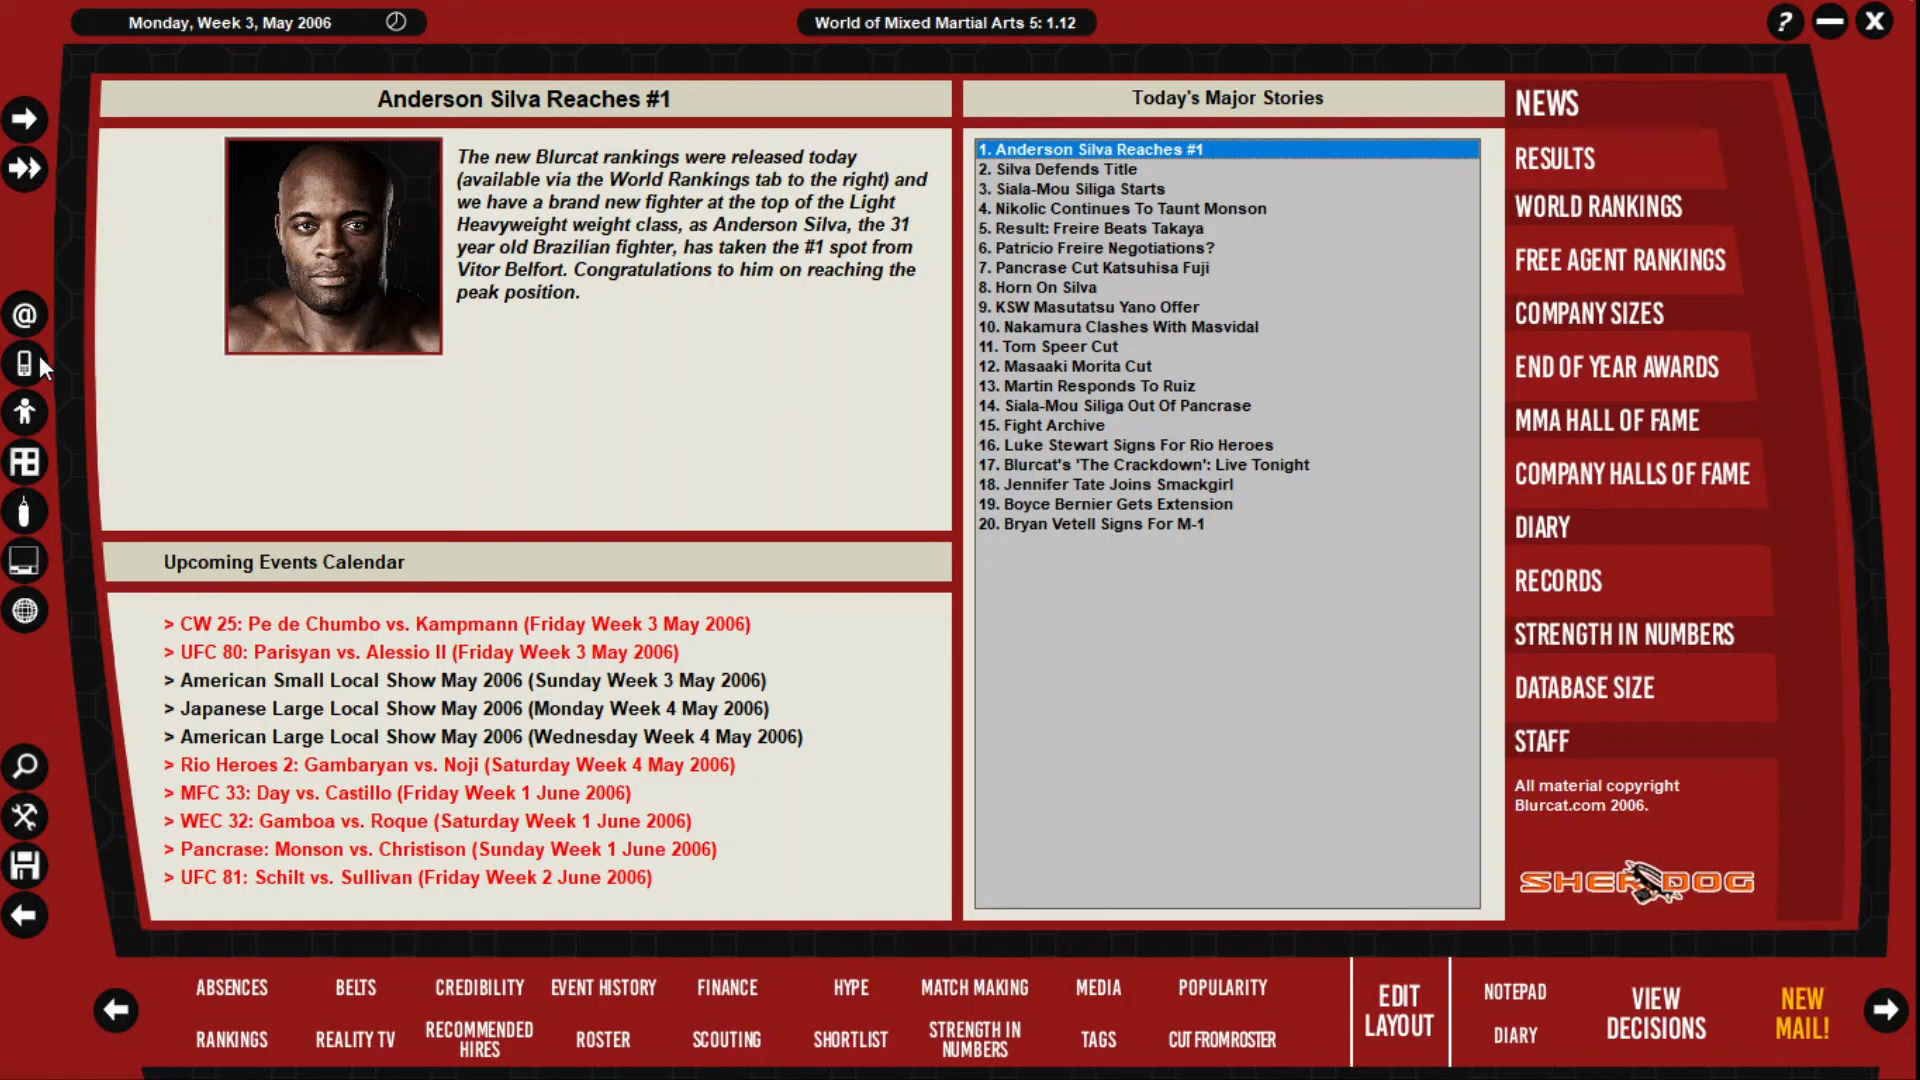 Monday, Week 3, May 2006
World of Mixed Martial Arts 5: 1.12
?
X
Anderson Silva Reaches #1
The new Blurcat rankings were released today
(available via the World Rankings tab to the right) and
we have a brand new fighter at the top of the Light
Heavyweight weight class, as Anderson Silva, the 31
year old Brazilian fighter, has taken the #1 spot from
Vitor Belfort. Congratulations to him on reaching the
peak position.
Upcoming Events Calendar
> CW 25: Pe de Chumbo vs. Kampmann (Friday Week 3 May 2006)
> UFC 80: Parisyan vs. Alessio II (Friday Week 3 May 2006)
> American Small Local Show May 2006 (Sunday Week 3 May 2006)
> Japanese Large Local Show May 2006 (Monday Week 4 May 2006)
> American Large Local Show May 2006 (Wednesday Week 4 May 2006)
> Rio Heroes 2: Gambaryan vs. Noji (Saturday Week 4 May 2006)
> MFC 33: Day vs. Castillo (Friday Week 1 June 2006)
> WEC 32: Gamboa vs. Roque (Saturday Week 1 June 2006)
> Pancrase: Monson vs. Christison (Sunday Week 1 June 2006)
> UFC 81: Schilt vs. Sullivan (Friday Week 2 June 2006)
Today's Major Stories
1. Anderson Silva Reaches #1
2. Silva Defends Title
3. Siala-Mou Siliga Starts
4. Nikolic Continues To Taunt Monson
5. Result: Freire Beats Takaya
6. Patricio Freire Negotiations?
7. Pancrase Cut Katsuhisa Fuji
8. Horn On Silva
9. KSW Masutatsu Yano Offer
10. Nakamura Clashes With Masvidal
11. Tom Speer Cut
12. Masaaki Morita Cut
13. Martin Responds To Ruiz
14. Siala-Mou Siliga Out Of Pancrase
15. Fight Archive
16. Luke Stewart Signs For Rio Heroes
17. Blurcat's 'The Crackdown': Live Tonight
18. Jennifer Tate Joins Smackgirl
19. Boyce Bernier Gets Extension
20. Bryan Vetell Signs For M-1
NEWS
RESULTS
WORLD RANKINGS
FREE AGENT RANKINGS
COMPANY SIZES
END OF YEAR AWARDS
MMA HALL OF FAME
COMPANY HALLS OF FAME
DIARY
RECORDS
STRENGTH IN NUMBERS
DATABASE SIZE
STAFF
All material copyright
Blurcat.com 2006.
SHERDOG
@
ABSENCES
BELTS
CREDIBILITY
EVENT HISTORY
FINANCE
HYPE
MATCH MAKING
MEDIA
POPULARITY
RANKINGS
REALITY TV
RECOMMENDED
HIRES
ROSTER
SCOUTING
SHORTLIST
STRENGTH IN
NUMBERS
TAGS
CUT FROM ROSTER
EDIT
LAYOUT
NOTEPAD
DIARY
VIEW
DECISIONS
NEW
MAIL!